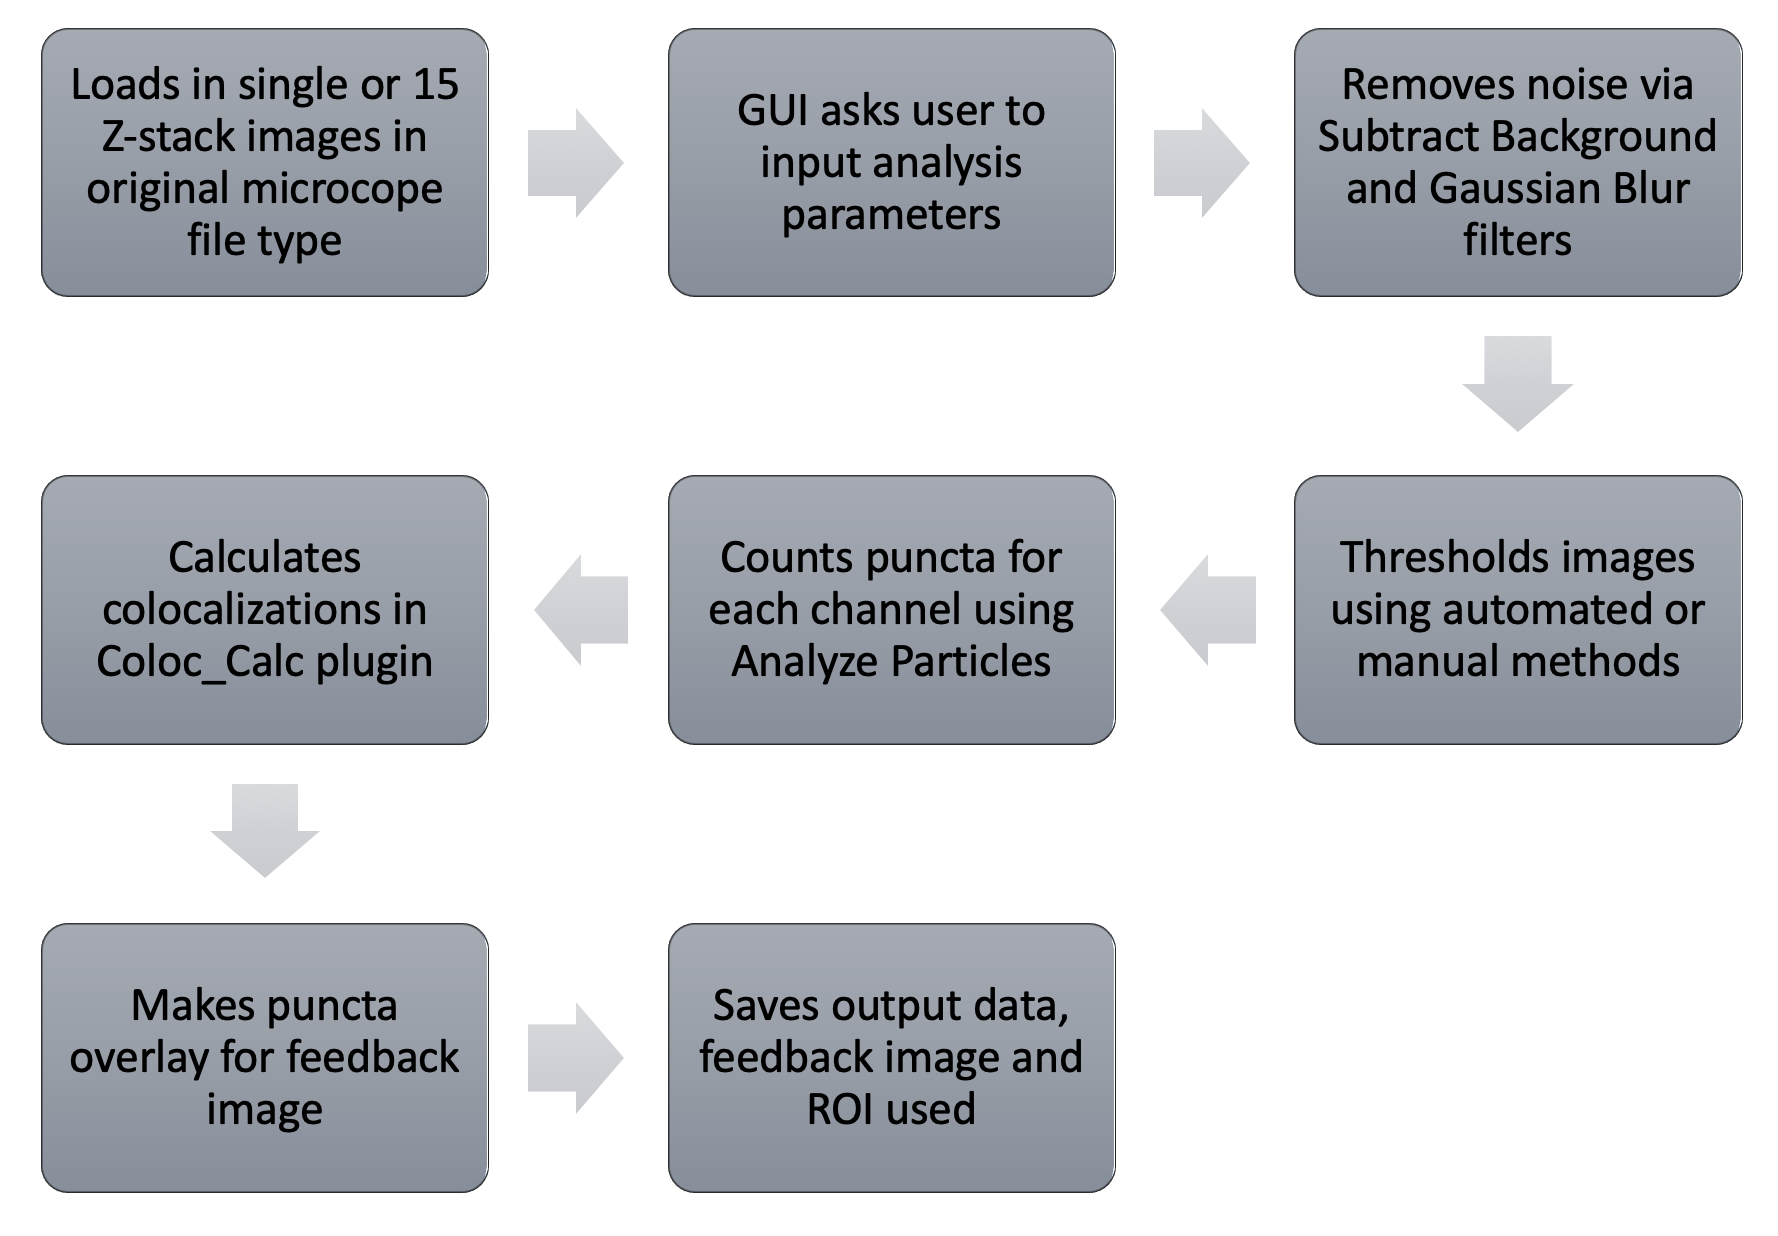 Loads in single or 15
Z-stack images in
original microcope
file type
GUI asks user to
input analysis
parameters
Removes noise via
Subtract Background
and Gaussian Blur
filters
Thresholds images
using automated or
manual methods
Counts puncta for
each channel using
Analyze Particles
Calculates
colocalizations in
Coloc_Calc plugin
Makes puncta
overlay for feedback
image
Saves output data,
feedback image and
ROI used